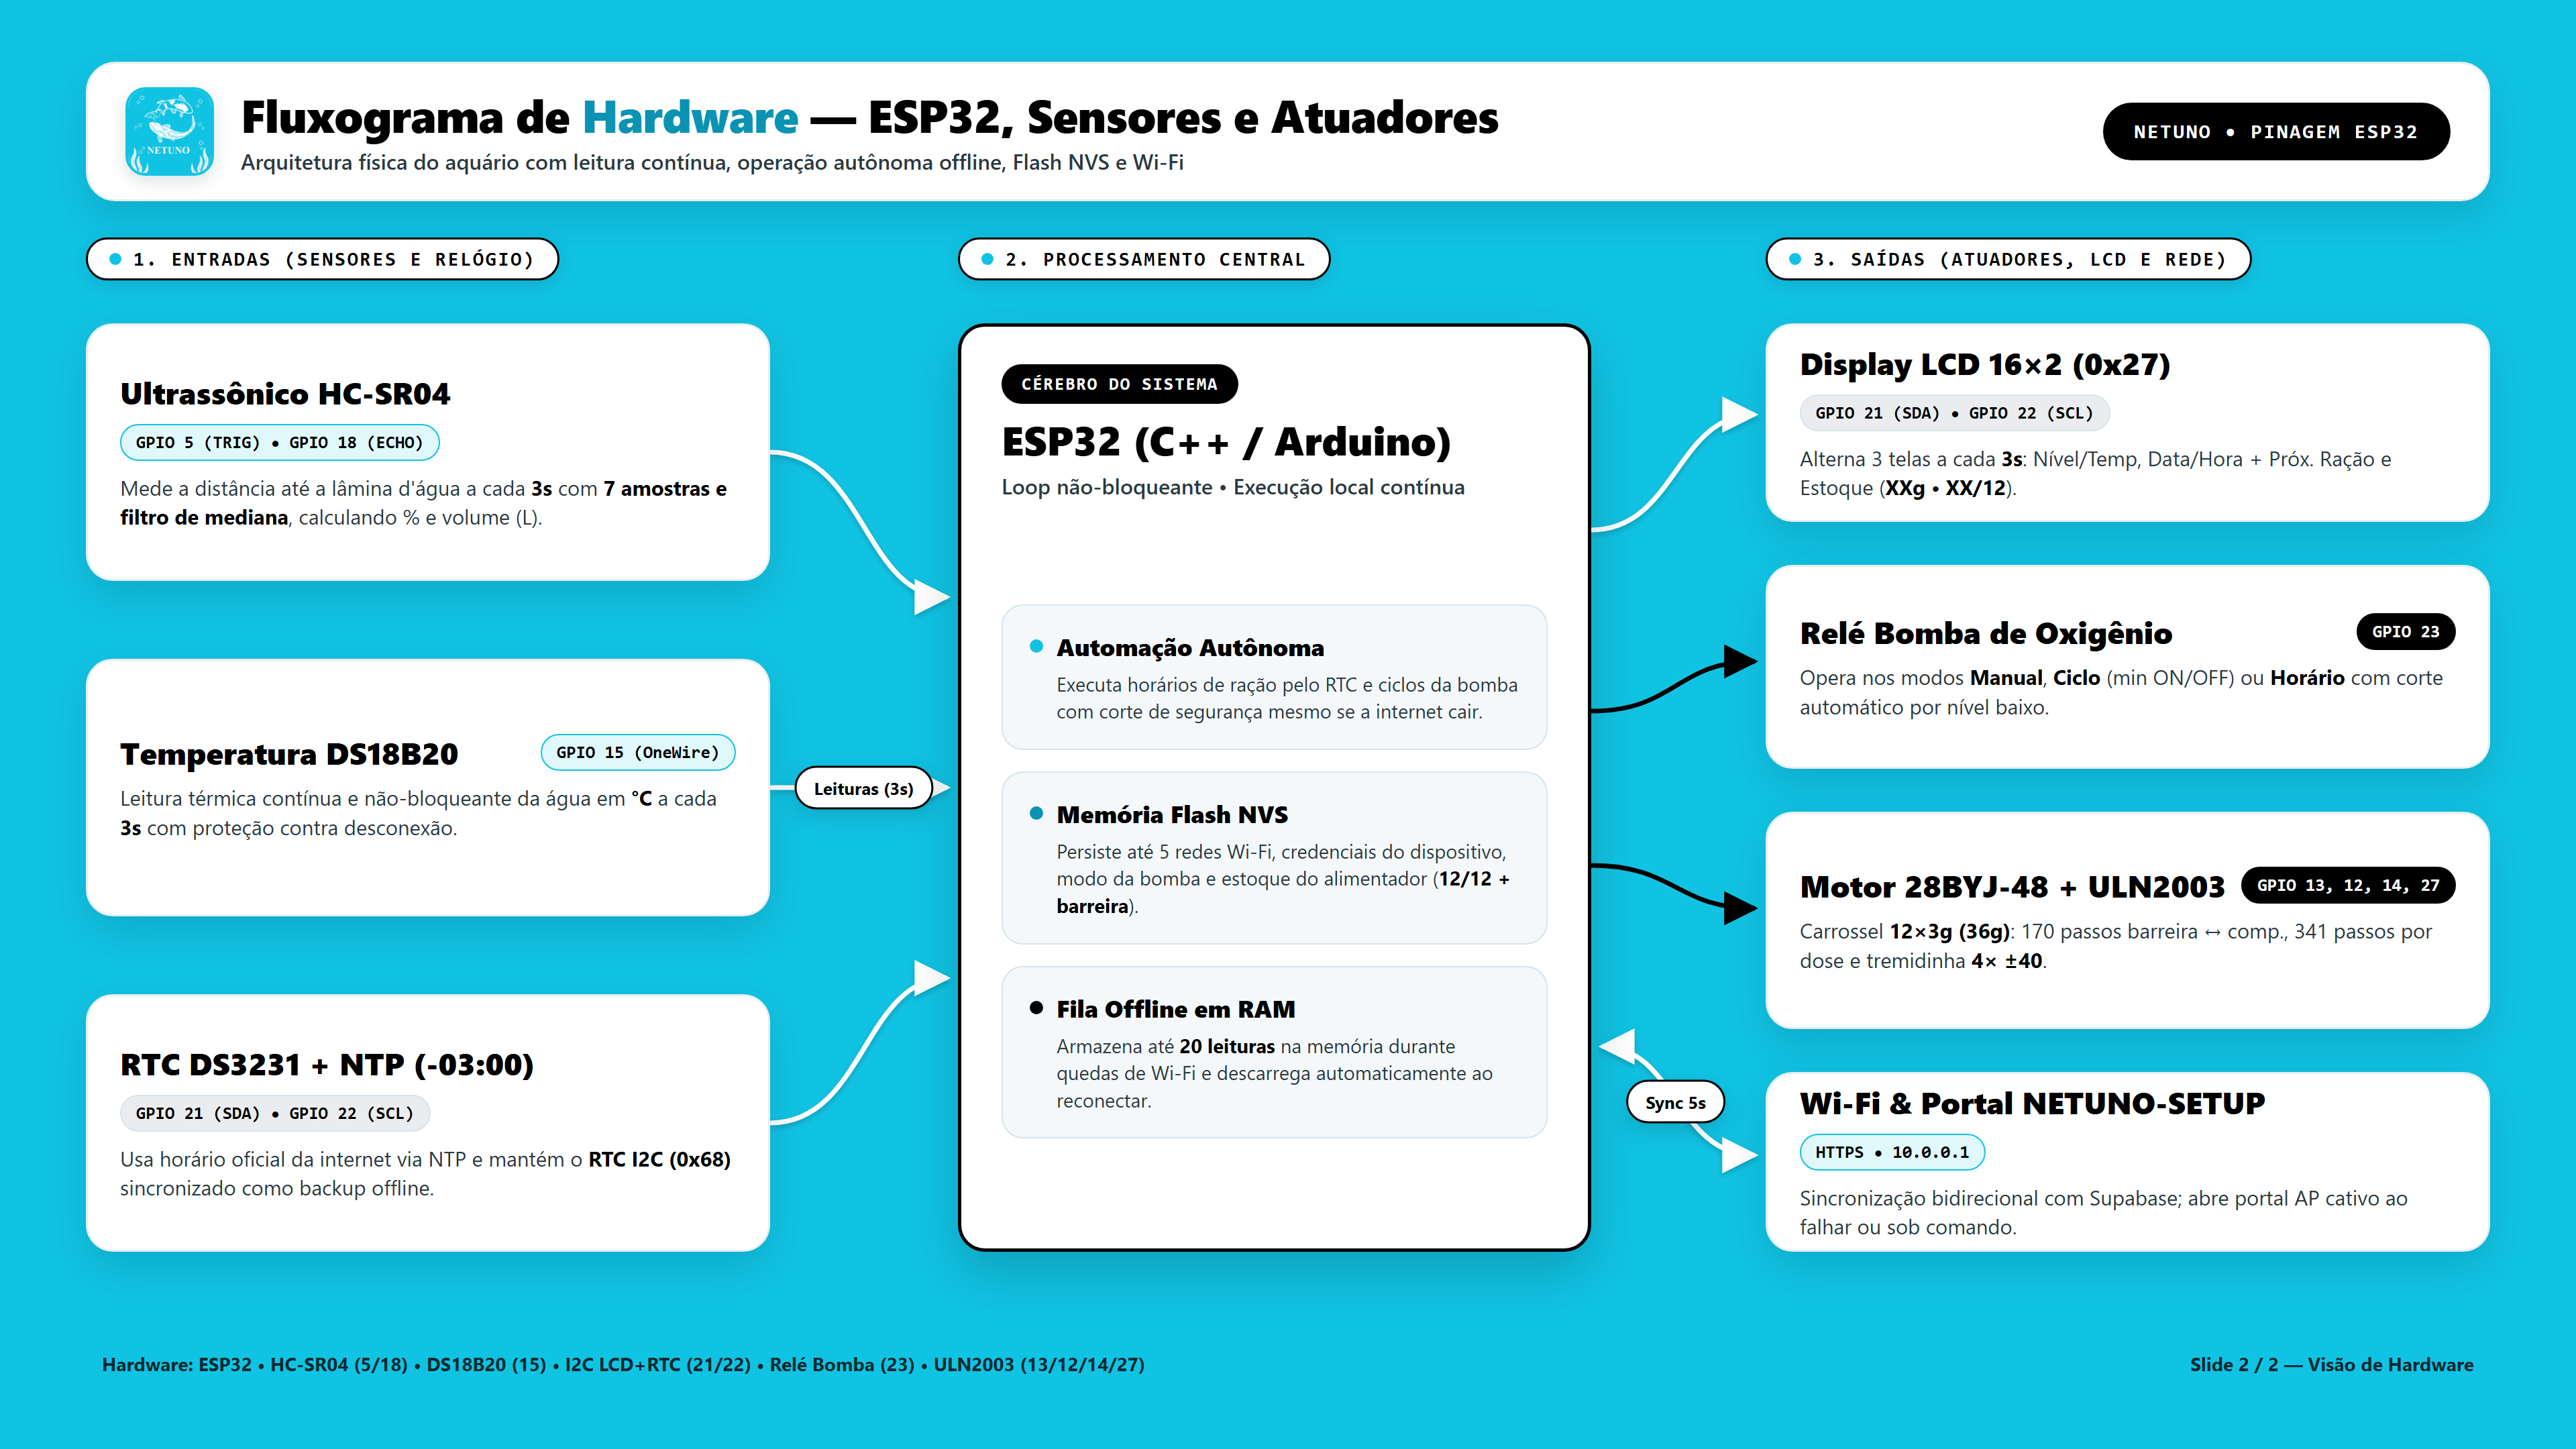 NETUNO
Fluxograma de Hardware — ESP32, Sensores e Atuadores
Arquitetura física do aquário com leitura contínua, operação autônoma offline, Flash NVS e Wi-Fi
NETUNO • PINAGEM ESP32
1. ENTRADAS (SENSORES E RELÓGIO)
Ultrassônico HC-SR04
GPIO 5 (TRIG) • GPIO 18 (ECHO)
Mede a distância até a lâmina d'água a cada 3s com 7 amostras e
filtro de mediana, calculando % e volume (L).
Temperatura DS18B20
GPIO 15 (OneWire)
Leitura térmica contínua e não-bloqueante da água em °C a cada
3s com proteção contra desconexão.
RTC DS3231 + NTP (-03:00)
GPIO 21 (SDA) • GPIO 22 (SCL)
Usa horário oficial da internet via NTP e mantém o RTC I2C (0x68)
sincronizado como backup offline.
Leituras (3s)
2. PROCESSAMENTO CENTRAL
CÉREBRO DO SISTEMA
ESP32 (C++ / Arduino)
Loop não-bloqueante • Execução local contínua
Automação Autônoma
Executa horários de ração pelo RTC e ciclos da bomba
com corte de segurança mesmo se a internet cair.
Memória Flash NVS
Persiste até 5 redes Wi-Fi, credenciais do dispositivo,
modo da bomba e estoque do alimentador (12/12 +
barreira).
Fila Offline em RAM
Armazena até 20 leituras na memória durante
quedas de Wi-Fi e descarrega automaticamente ao
reconectar.
Sync 5s
3. SAÍDAS (ATUADORES, LCD E REDE)
Display LCD 16×2 (0x27)
GPIO 21 (SDA) • GPIO 22 (SCL)
Alterna 3 telas a cada 3s: Nível/Temp, Data/Hora + Próx. Ração e
Estoque (XXg • XX/12).
Relé Bomba de Oxigênio
GPIO 23
Opera nos modos Manual, Ciclo (min ON/OFF) ou Horário com corte
automático por nível baixo.
Motor 28BYJ-48 + ULN2003
GPIO 13, 12, 14, 27
Carrossel 12×3g (36g): 170 passos barreira ↔ comp., 341 passos por
dose e tremidinha 4× ±40.
Wi-Fi & Portal NETUNO-SETUP
HTTPS • 10.0.0.1
Sincronização bidirecional com Supabase; abre portal AP cativo ao
falhar ou sob comando.
Hardware: ESP32 • HC-SR04 (5/18) • DS18B20 (15) • I2C LCD+RTC (21/22) • Relé Bomba (23) • ULN2003 (13/12/14/27)
Slide 2 / 2 — Visão de Hardware